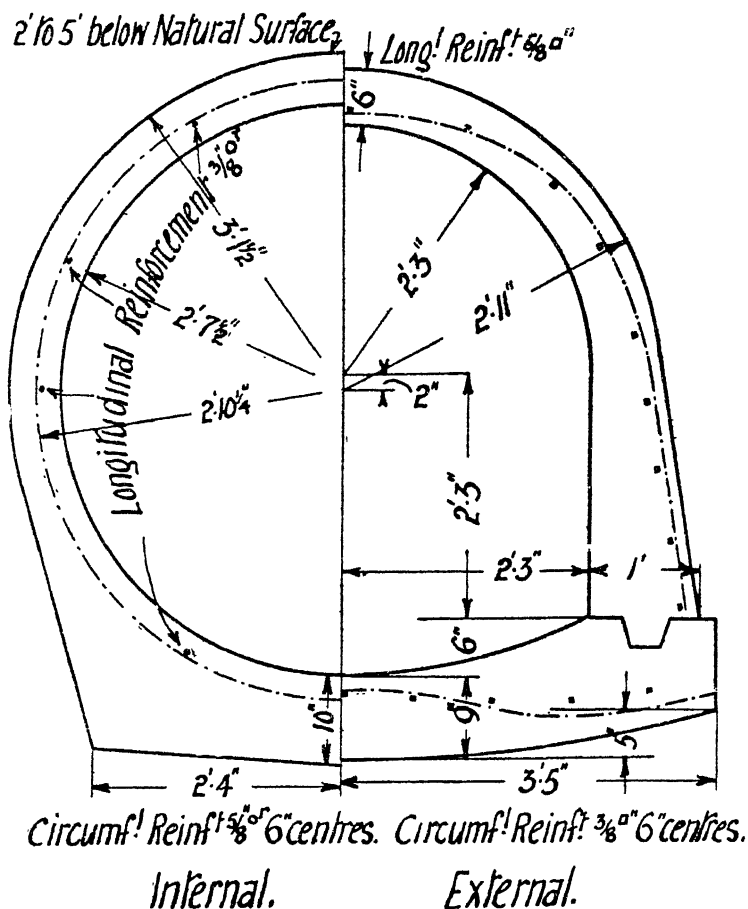 2' to 5' below Natural Surface.
Long! Reinf! 5/8 □"
6"
Longitudinal Reinforcement 3/8" or
3'.1½"
2'.3"
2'.7½"
2'.11"
2'.10¼"
2"
2'.3"
2'.3"
1'
6"
10"
9"
5"
2'.4"
3'.5"
Circumf! Reinf! 5/8" or 6" centres.
Circumf! Reinf! 3/8 □" 6" centres.
Internal.
External.